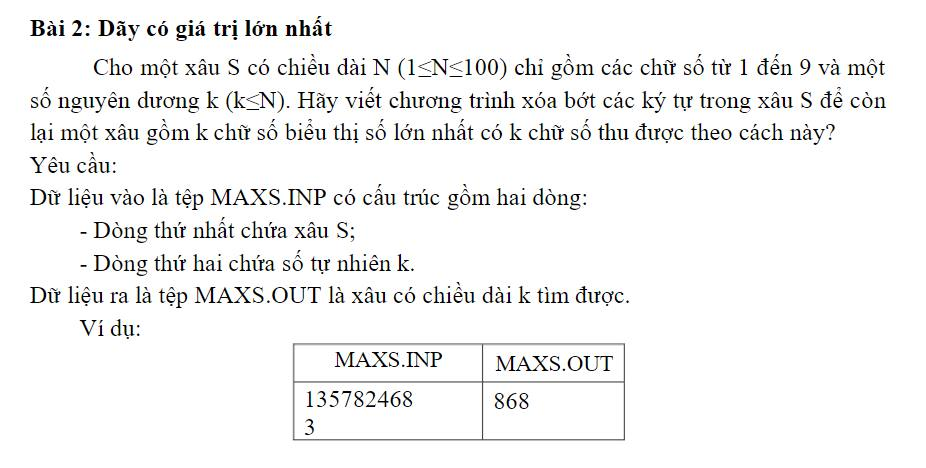 Bài 2: Dãy có giá trị lớn nhất
Cho một xâu S có chiều dài N (1≤N≤100) chỉ gồm các chữ số từ 1 đến 9 và một
số nguyên dương k (k≤N). Hãy viết chương trình xóa bớt các ký tự trong xâu S để còn
lại một xâu gồm k chữ số biểu thị số lớn nhất có k chữ số thu được theo cách này?
Yêu cầu:
Dữ liệu vào là tệp MAXS.INP có cấu trúc gồm hai dòng:
- Dòng thứ nhất chứa xâu S;
- Dòng thứ hai chứa số tự nhiên k.
Dữ liệu ra là tệp MAXS.OUT là xâu có chiều dài k tìm được.
Ví dụ:
MAXS.INP MAXS.OUT
135782468 868
3